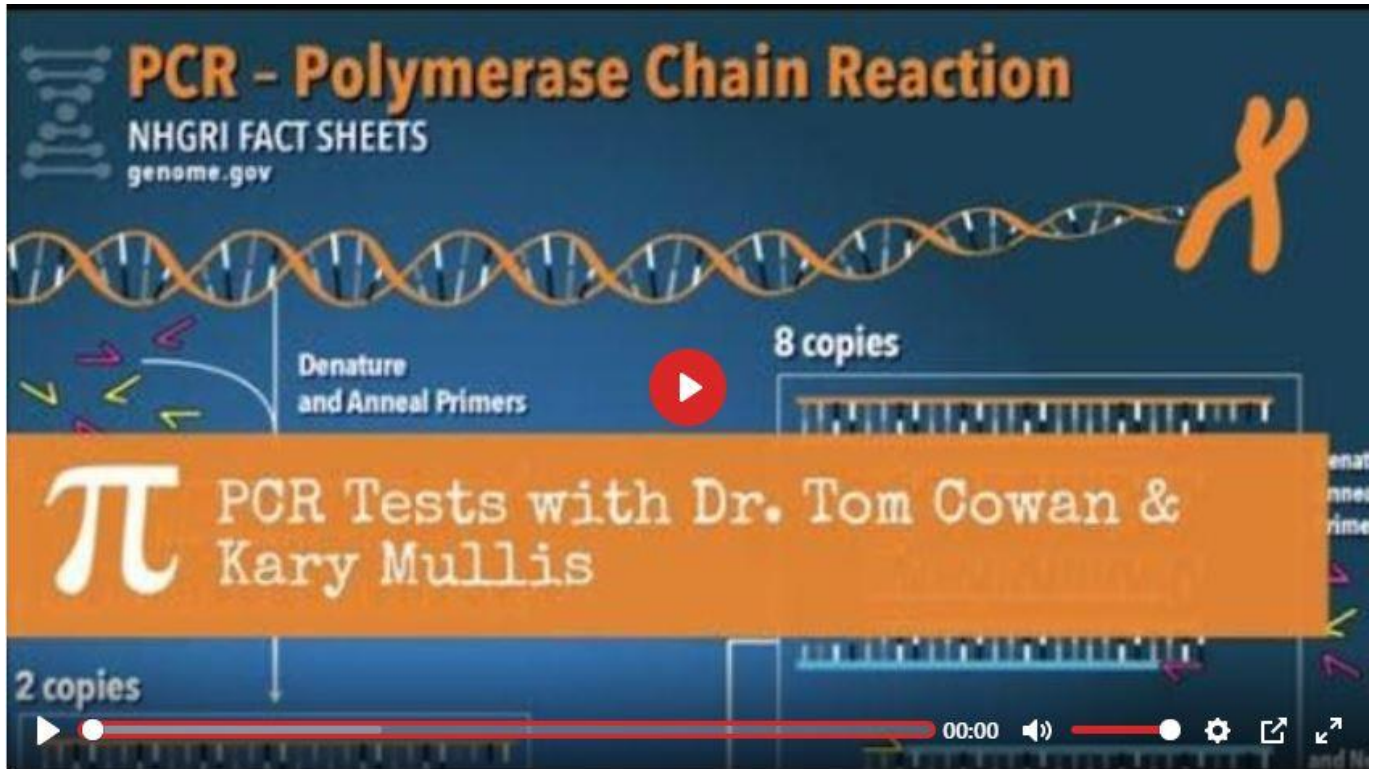 PCR – Polymerase Chain Reaction
NHGRI FACT SHEETS
genome.gov
Denature
and Anneal Primers
8 copies
π
PCR Tests with Dr. Tom Cowan &
Kary Mullis
2 copies
00:00